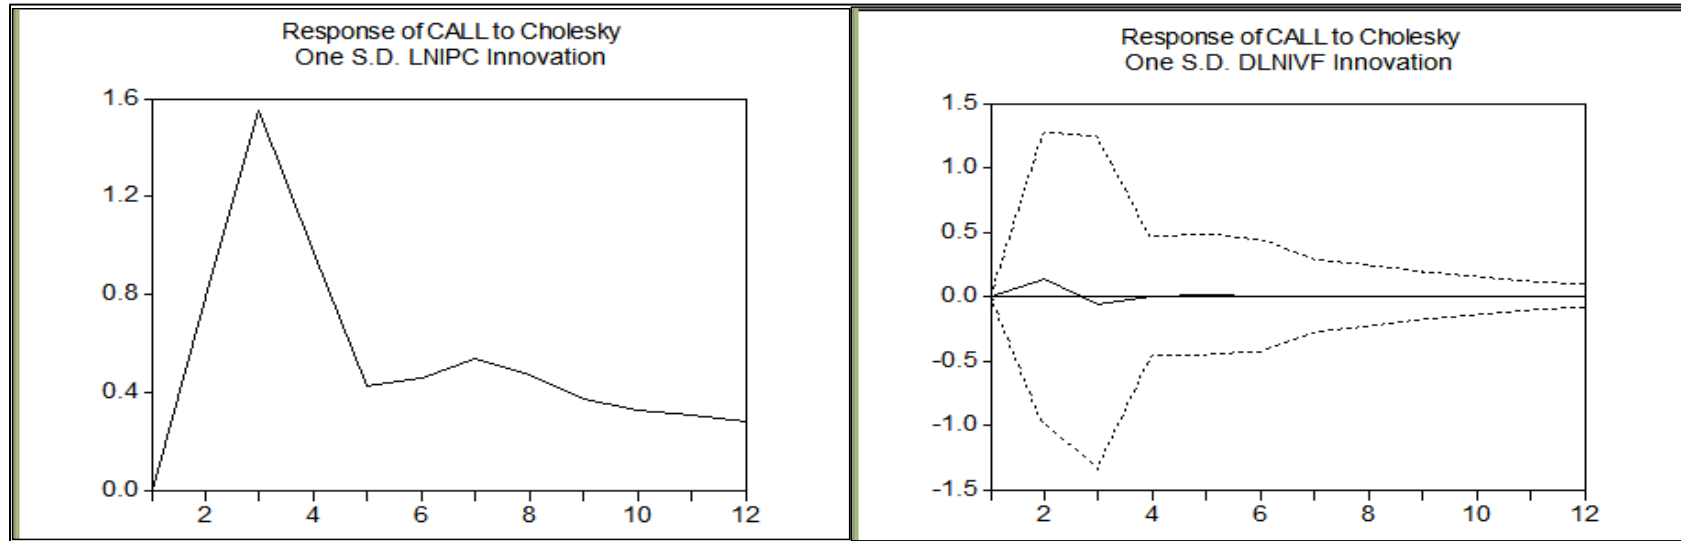 Response of CALL to Cholesky
One S.D. LNIPC Innovation
1.6
1.2
0.8
0.4
0.0
2 4 6 8 10 12
Response of CALL to Cholesky
One S.D. DLNIVF Innovation
1.5
1.0
0.5
0.0
-0.5
-1.0
-1.5
2 4 6 8 10 12